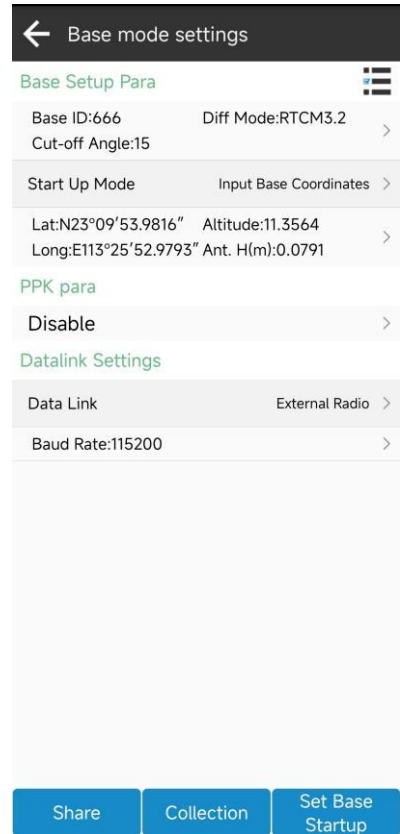 Base mode settings
Base Setup Para
Base ID:666 Diff Mode:RTCM3.2
Cut-off Angle:15
Start Up Mode Input Base Coordinates
Lat:N23°09′53.9816″ Altitude:11.3564
Long:E113°25′52.9793″ Ant. H(m):0.0791
PPK para
Disable
Datalink Settings
Data Link External Radio
Baud Rate:115200
Share Collection Set Base
Startup